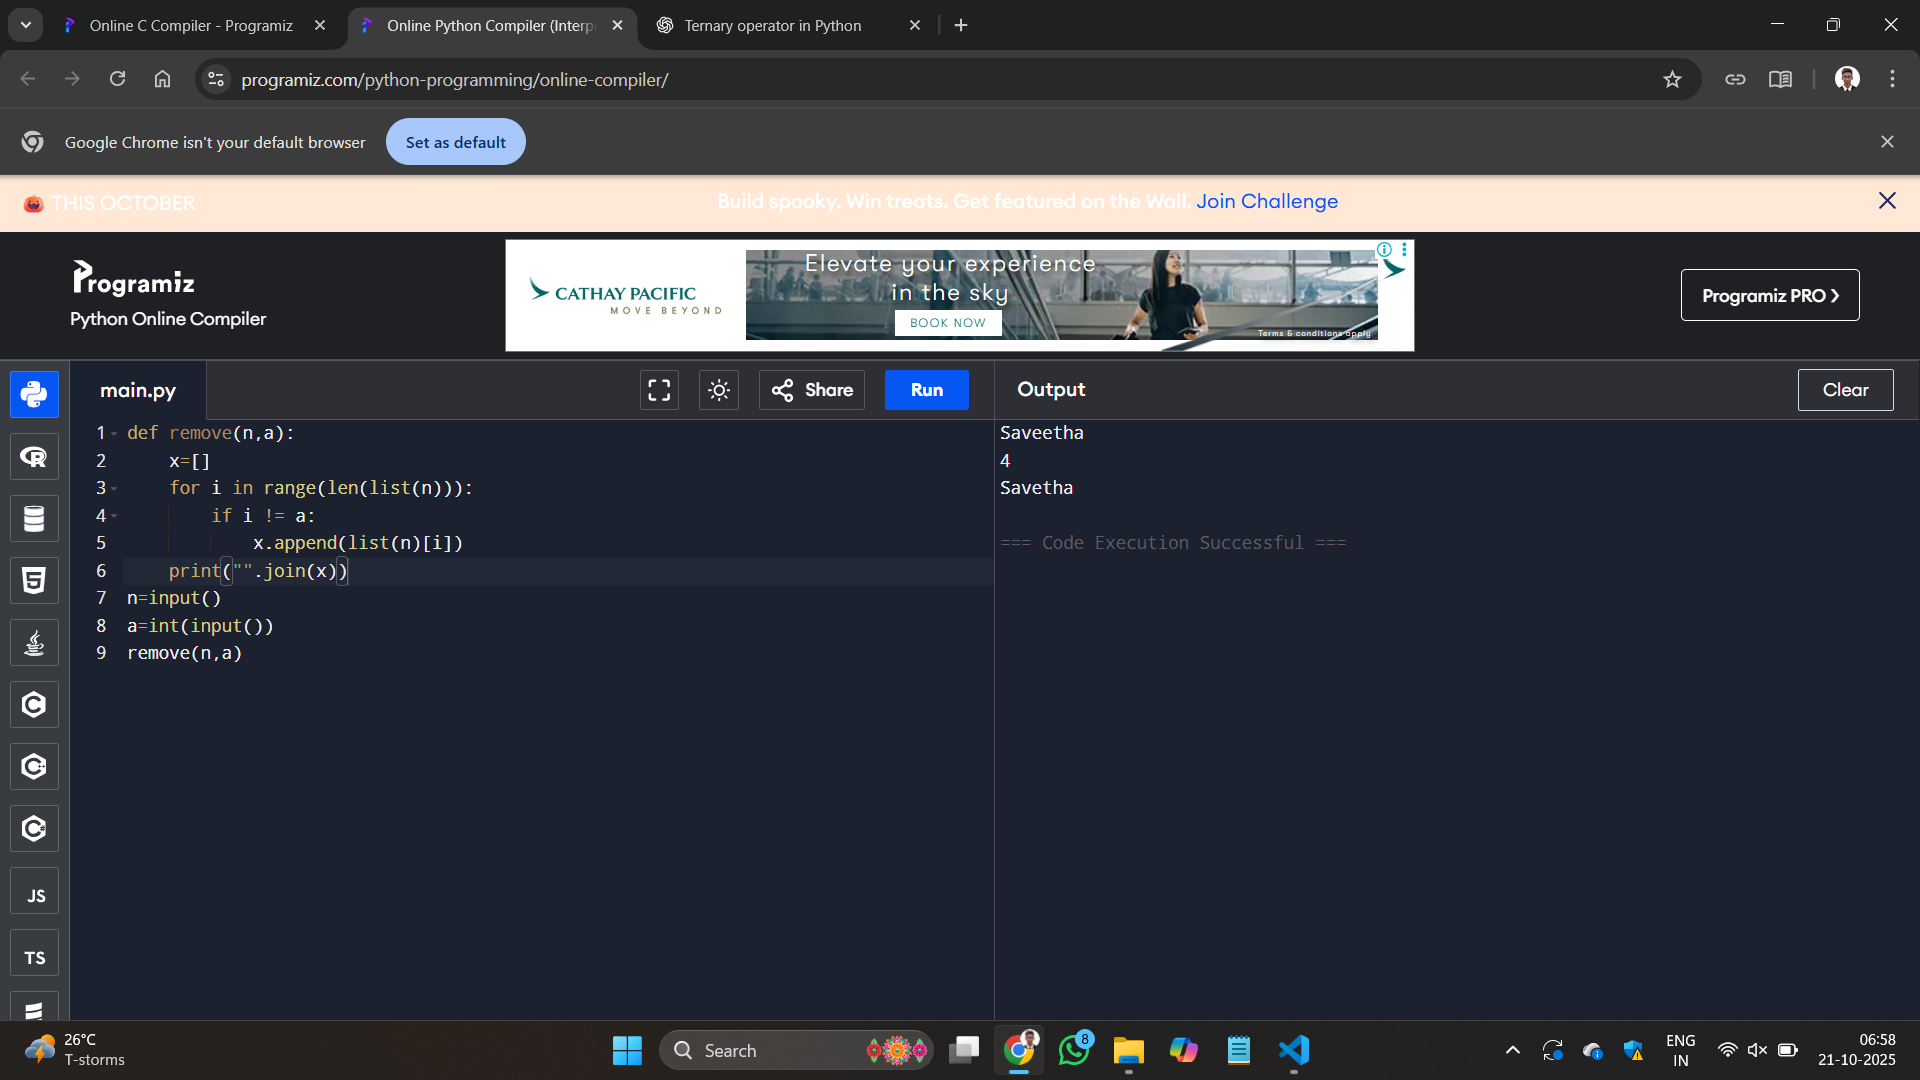 Online C Compiler - Programiz
Online Python Compiler (Interp
Ternary operator in Python
programiz.com/python-programming/online-compiler/
Google Chrome isn't your default browser
Set as default
THIS OCTOBER
Build spooky. Win treats. Get featured on the Wall. Join Challenge
Programiz
Python Online Compiler
CATHAY PACIFIC
MOVE BEYOND
Elevate your experience
in the sky
BOOK NOW
Terms & conditions apply
Programiz PRO ❯
main.py
Share
Run
Output
Clear
1 def remove(n,a):
2     x=[]
3     for i in range(len(list(n))):
4         if i != a:
5             x.append(list(n)[i])
6     print("".join(x))
7 n=input()
8 a=int(input())
9 remove(n,a)
Saveetha
4
Savetha
=== Code Execution Successful ===
R
5
C
C
C
JS
TS
26°C
T-storms
Search
8
ENG
IN
06:58
21-10-2025